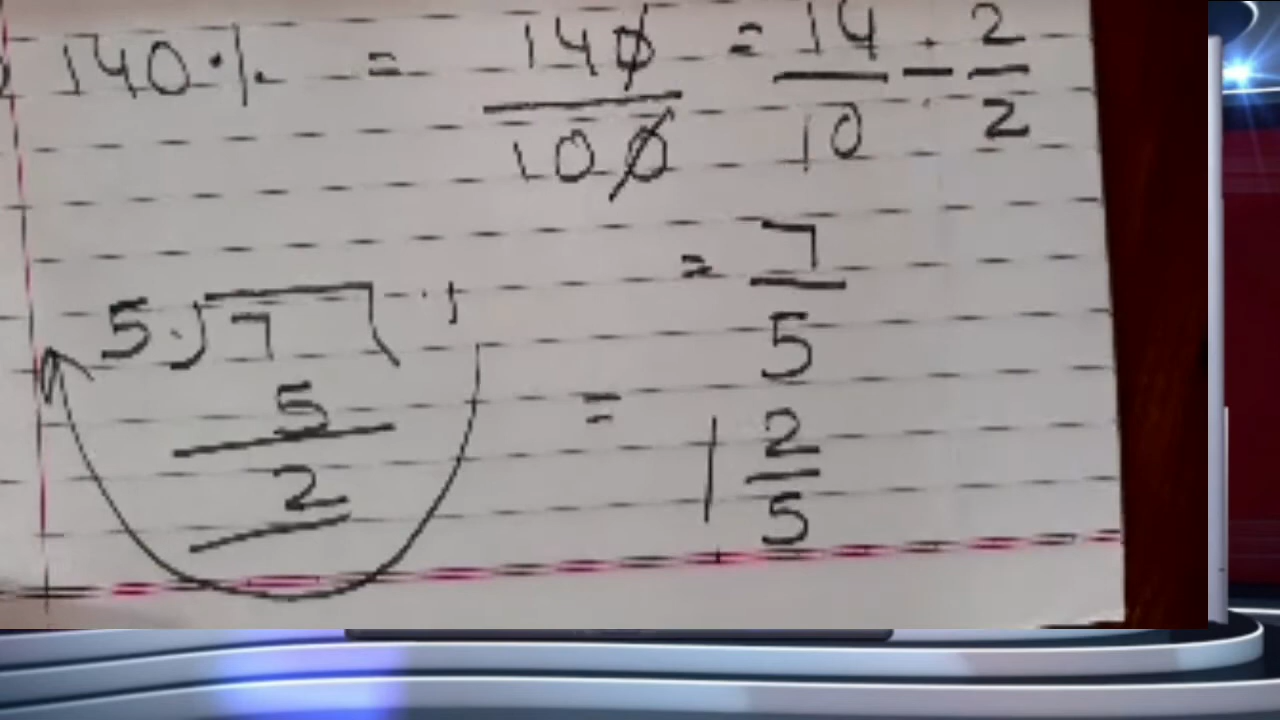 140% = 140/100 = 14/10 ÷ 2/2
= 7/5
5)7( 1
5
2
= 1 2/5